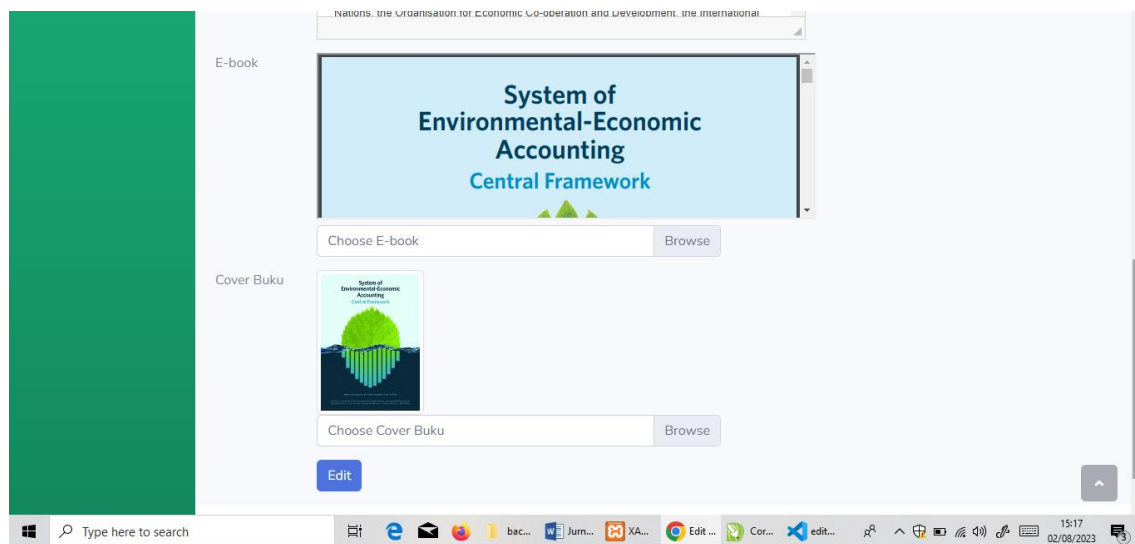 Nations, the Organisation for Economic Co-operation and Development, the International
E-book
System of
Environmental-Economic
Accounting
Central Framework
Choose E-book
Browse
Cover Buku
System of
Environmental-Economic
Accounting
Central Framework
Choose Cover Buku
Browse
Edit
Type here to search
bac...
Jurn...
XA...
Edit ...
Cor...
edit...
15:17
02/08/2023
3